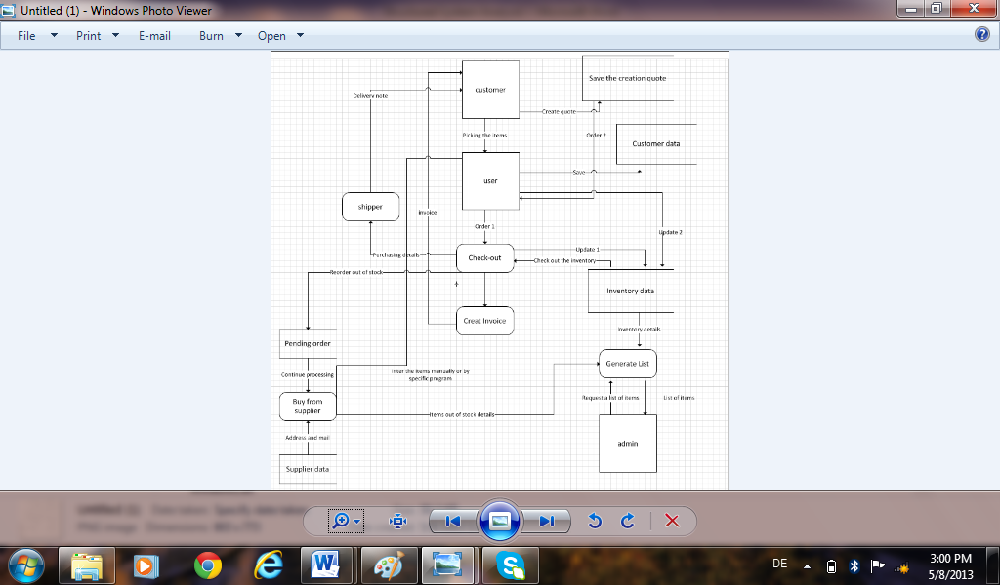 Untitled (1) - Windows Photo Viewer
File
Print
E-mail
Burn
Open
customer
Save the creation quote
Delivery note
Create quote
Picking the items
Order 2
Customer data
user
Save
shipper
invoice
Order 1
Update 2
Purchasing details
Check-out
Update 1
Check out the inventory
Reorder out of stock
Inventory data
Creat Invoice
Inventory details
Pending order
Generate List
Continue processing
Inter the items manually or by
specific program
Buy from
supplier
Request a list of items
List of items
Items out of stock details
Address and mail
admin
Supplier data
DE
3:00 PM
5/8/2013